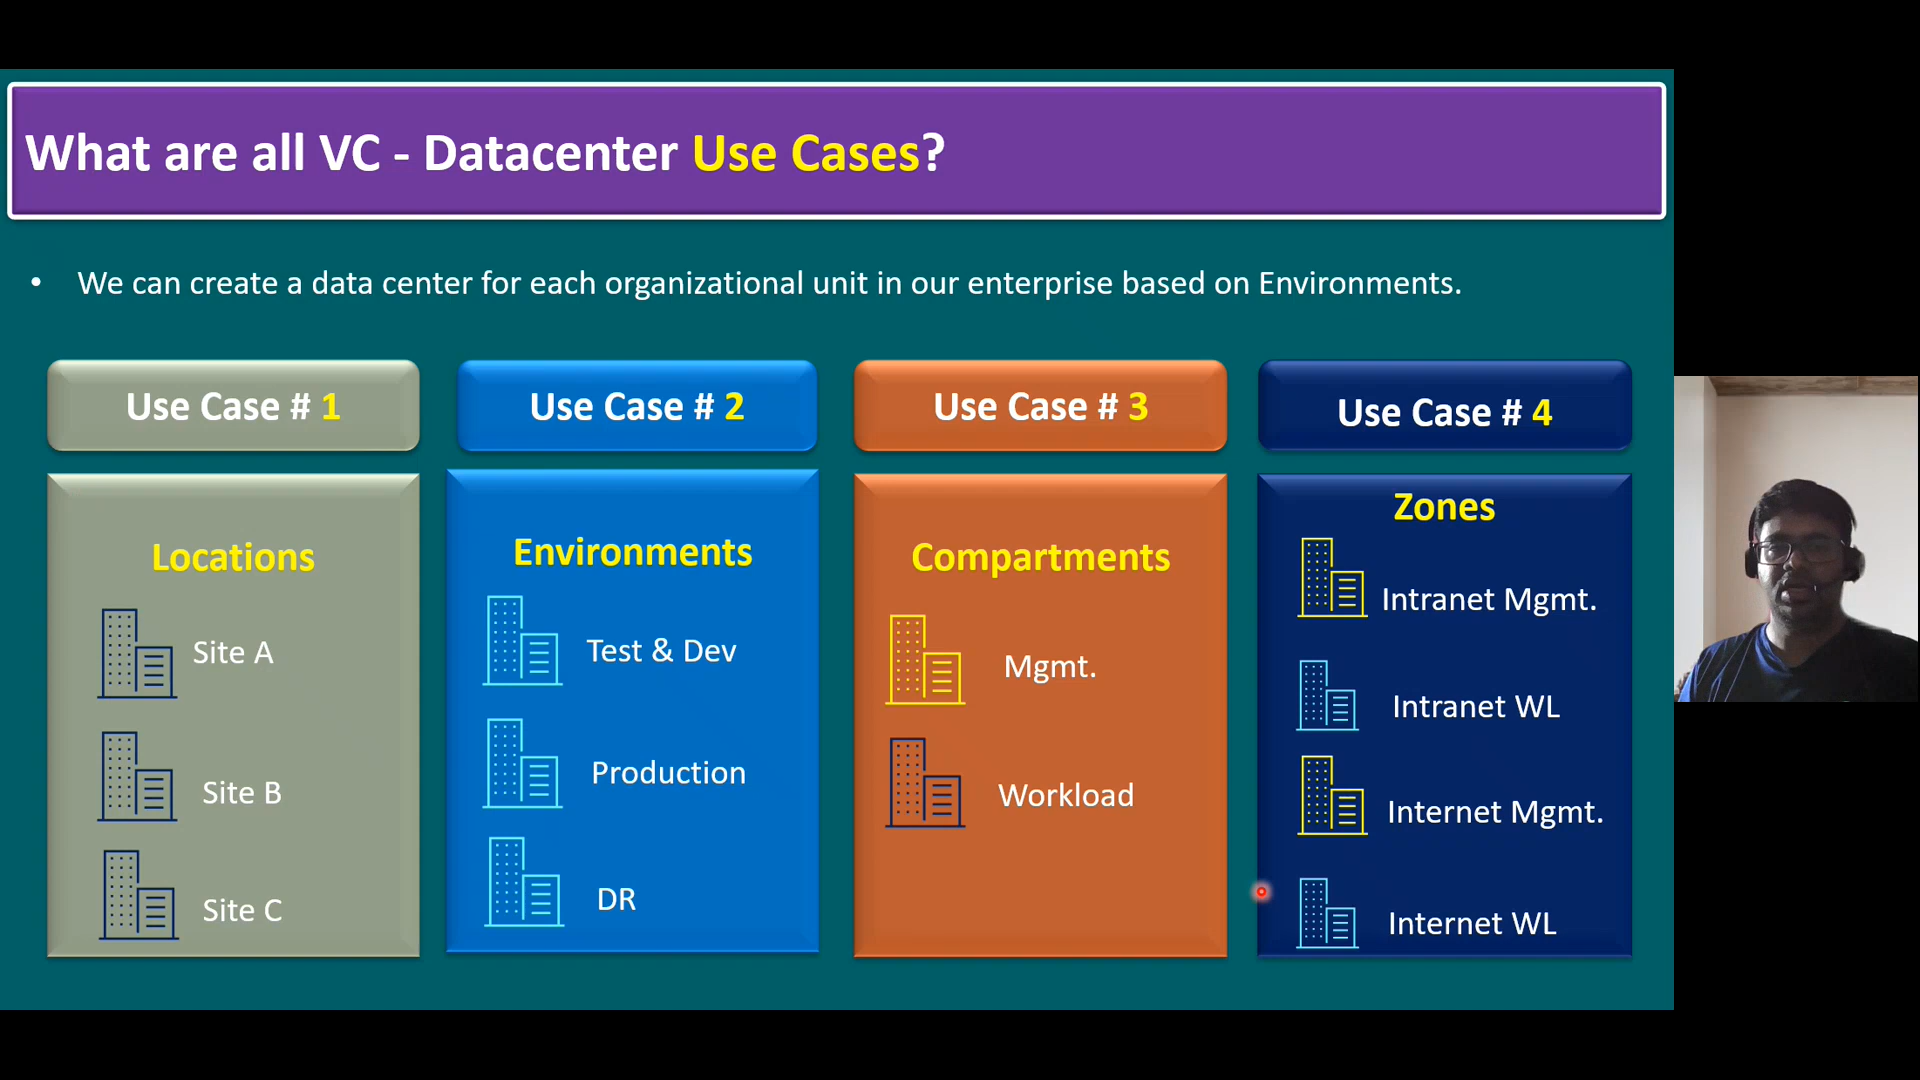 What are all VC - Datacenter Use Cases?
• We can create a data center for each organizational unit in our enterprise based on Environments.
Use Case # 1
Locations
Site A
Site B
Site C
Use Case # 2
Environments
Test & Dev
Production
DR
Use Case # 3
Compartments
Mgmt.
Workload
Use Case # 4
Zones
Intranet Mgmt.
Intranet WL
Internet Mgmt.
Internet WL